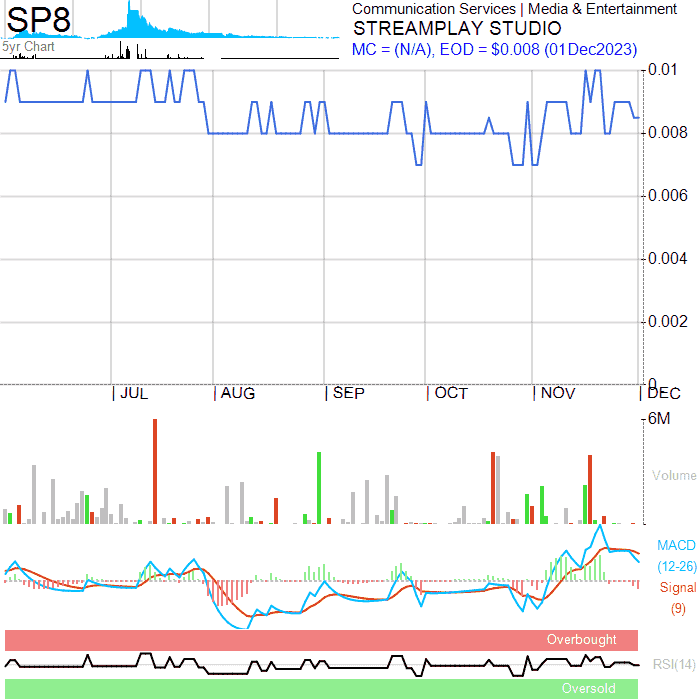 SP8
5yr Chart
Communication Services | Media & Entertainment
STREAMPLAY STUDIO
MC = (N/A), EOD = $0.008 (01Dec2023)
0.01
0.008
0.006
0.004
0.002
0
JUL AUG SEP OCT NOV DEC
6M
Volume
MACD
(12-26)
Signal
(9)
Overbought
RSI(14)
Oversold